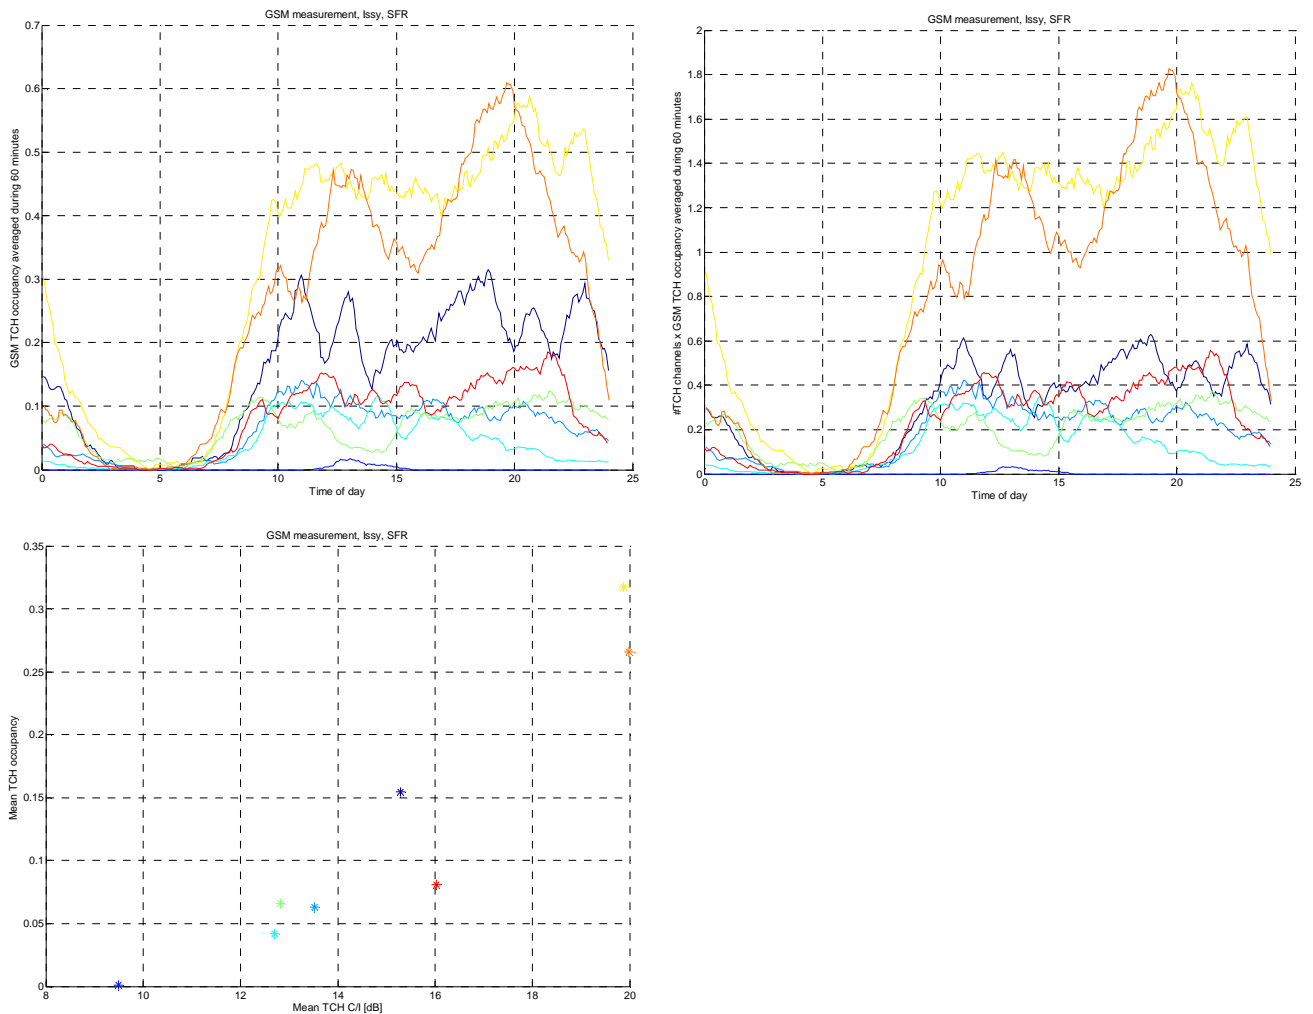 GSM measurement, Issy, SFR
GSM TCH occupancy averaged during 60 minutes
0.7
0.6
0.5
0.4
0.3
0.2
0.1
0
0 5 10 15 20 25
Time of day
GSM measurement, Issy, SFR
#TCH channels x GSM TCH occupancy averaged during 60 minutes
2
1.8
1.6
1.4
1.2
1
0.8
0.6
0.4
0.2
0
0 5 10 15 20 25
Time of day
GSM measurement, Issy, SFR
Mean TCH occupancy
0.35
0.3
0.25
0.2
0.15
0.1
0.05
0
8 10 12 14 16 18 20
Mean TCH C/I [dB]